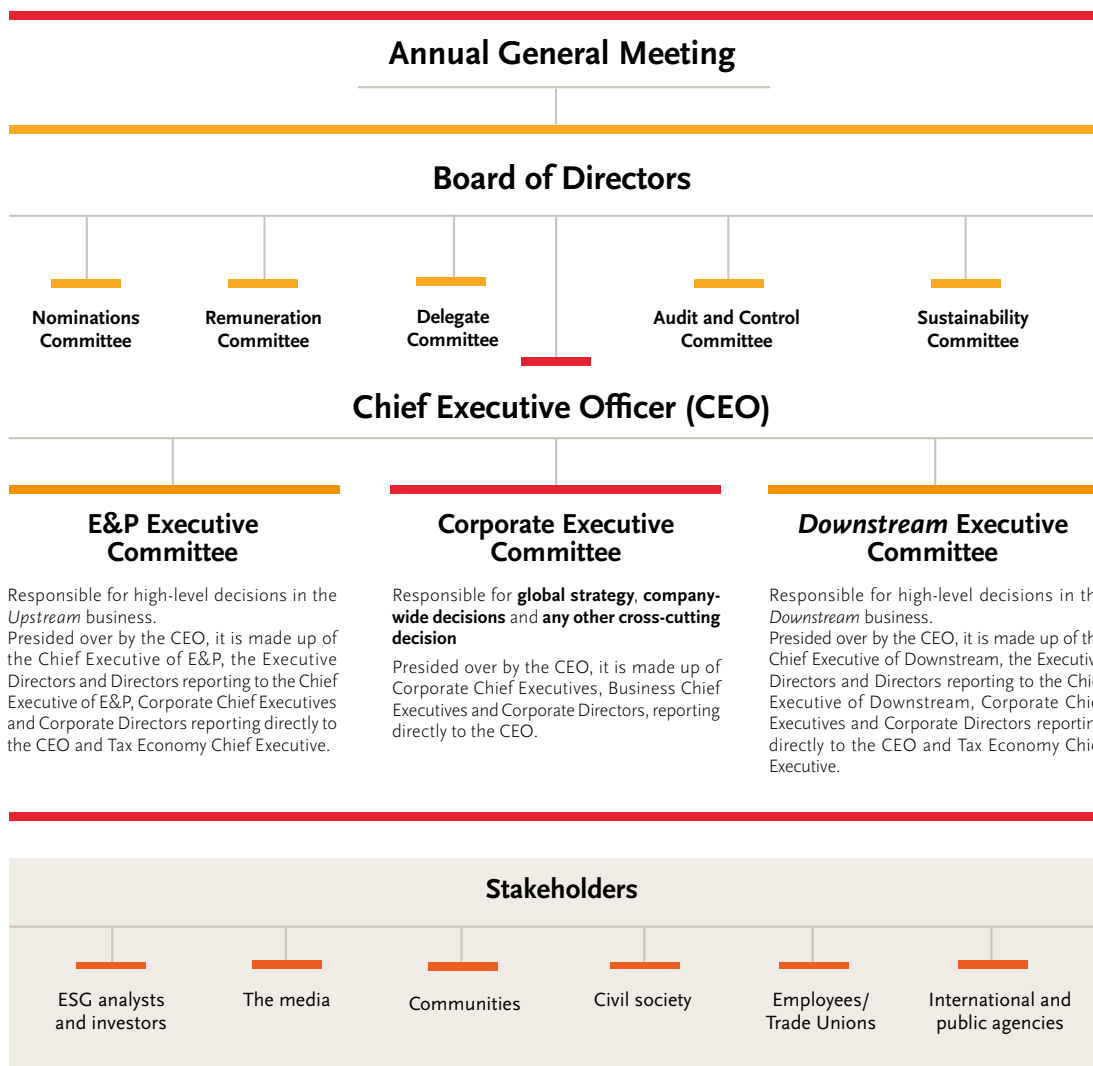 Annual General Meeting
Board of Directors
Nominations
Committee
Remuneration
Committee
Delegate
Committee
Audit and Control
Committee
Sustainability
Committee
Chief Executive Officer (CEO)
E&P Executive
Committee
Responsible for high-level decisions in the
Upstream business.
Presided over by the CEO, it is made up of
the Chief Executive of E&P, the Executive
Directors and Directors reporting to the Chief
Executive of E&P, Corporate Chief Executives
and Corporate Directors reporting directly to
the CEO and Tax Economy Chief Executive.
Corporate Executive
Committee
Responsible for global strategy, company-
wide decisions and any other cross-cutting
decision
Presided over by the CEO, it is made up of
Corporate Chief Executives, Business Chief
Executives and Corporate Directors, reporting
directly to the CEO.
Downstream Executive
Committee
Responsible for high-level decisions in th
Downstream business.
Presided over by the CEO, it is made up of th
Chief Executive of Downstream, the Executiv
Directors and Directors reporting to the Chie
Executive of Downstream, Corporate Chie
Executives and Corporate Directors reportin
directly to the CEO and Tax Economy Chie
Executive.
Stakeholders
ESG analysts
and investors
The media
Communities
Civil society
Employees/
Trade Unions
International and
public agencies